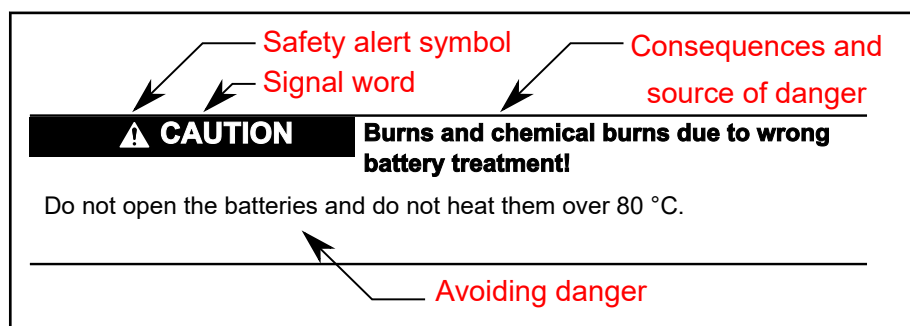 Safety alert symbol
Signal word
Consequences and
source of danger
CAUTION
Burns and chemical burns due to wrong
battery treatment!
Do not open the batteries and do not heat them over 80 °C.
Avoiding danger